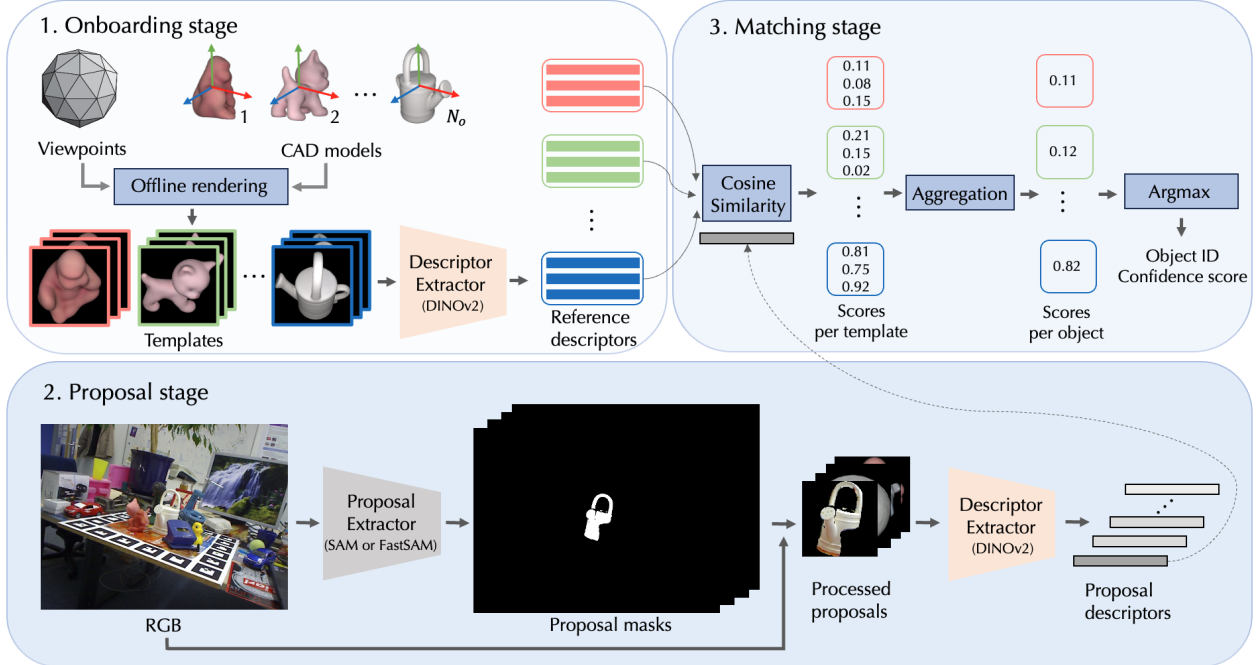 1. Onboarding stage
1
2
...
N_o
Viewpoints
CAD models
Offline rendering
...
Templates
Descriptor
Extractor
(DINOv2)
Reference
descriptors
3. Matching stage
Cosine
Similarity
0.11
0.08
0.15
0.21
0.15
0.02
0.81
0.75
0.92
Scores
per template
Aggregation
0.11
0.12
0.82
Scores
per object
Argmax
Object ID
Confidence score
2. Proposal stage
RGB
Proposal
Extractor
(SAM or FastSAM)
Proposal masks
Processed
proposals
Descriptor
Extractor
(DINOv2)
Proposal
descriptors